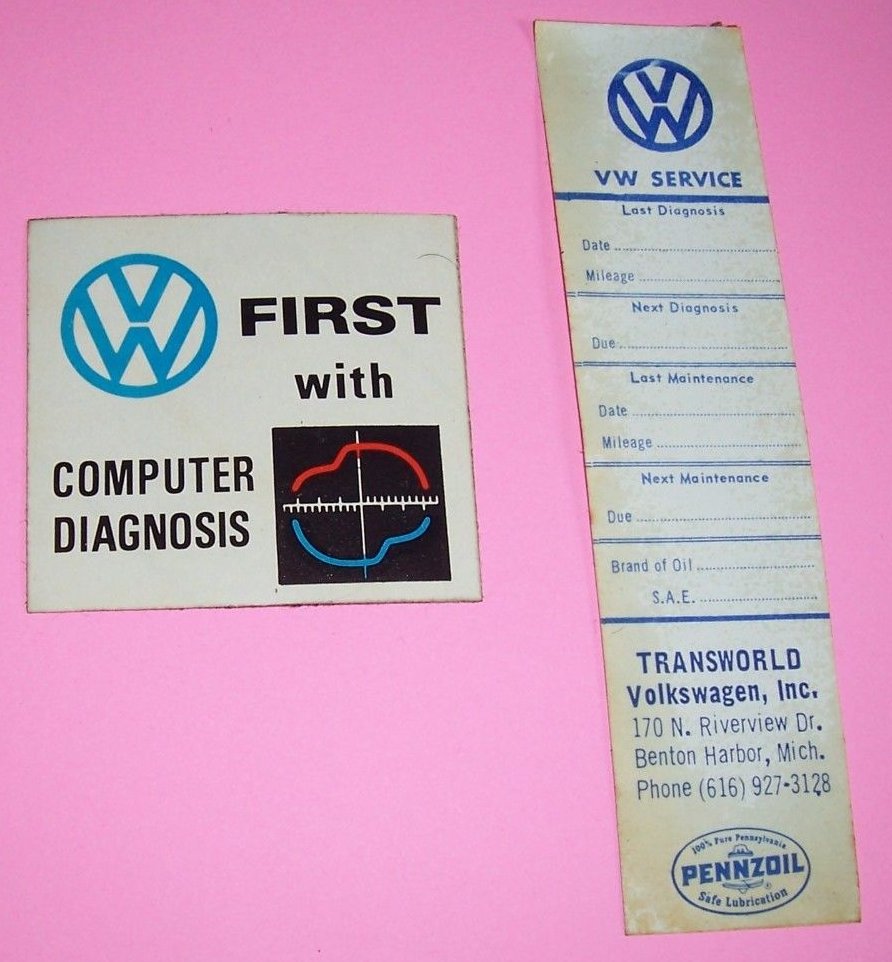 FIRST
with
COMPUTER
DIAGNOSIS
VW SERVICE
Last Diagnosis
Date
Mileage
Next Diagnosis
Due
Last Maintenance
Date
Mileage
Next Maintenance
Due
Brand of Oil
S.A.E.
TRANSWORLD
Volkswagen, Inc.
170 N. Riverview Dr.
Benton Harbor, Mich.
Phone (616) 927-3128
100% Pure Pennsylvania
PENNZOIL
®
Safe Lubrication